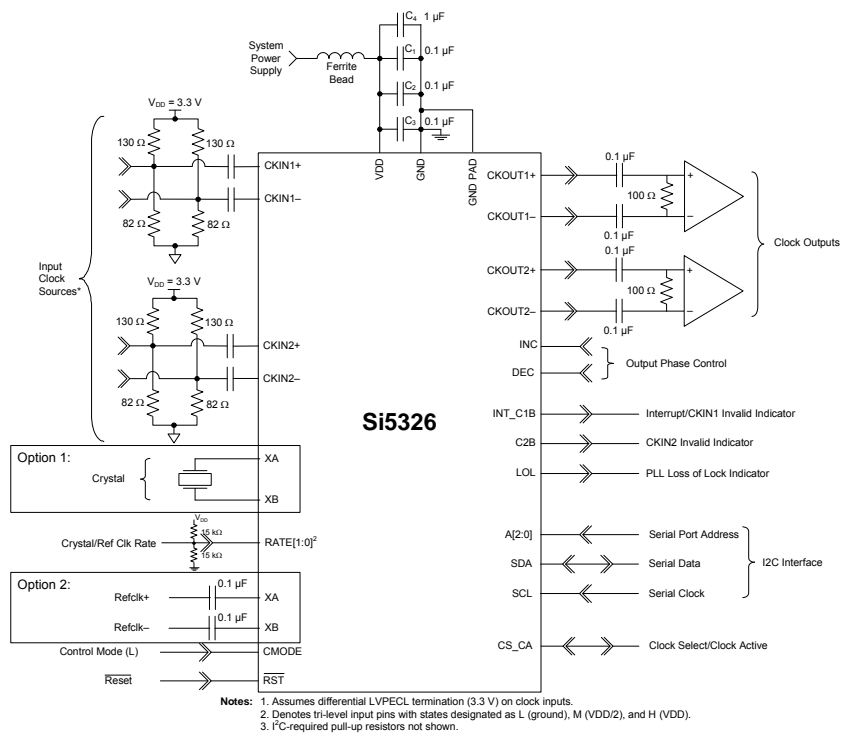 C4 1 µF
System
Power
Supply
Ferrite
Bead
C1 0.1 µF
C2 0.1 µF
C3 0.1 µF
VDD = 3.3 V
130 Ω
130 Ω
82 Ω
82 Ω
CKIN1+
CKIN1–
VDD
GND
GND PAD
Input
Clock
Sources*
VDD = 3.3 V
130 Ω
130 Ω
82 Ω
82 Ω
CKIN2+
CKIN2–
Si5326
CKOUT1+
0.1 µF
100 Ω
+
–
CKOUT1–
0.1 µF
CKOUT2+
0.1 µF
100 Ω
+
–
CKOUT2–
0.1 µF
Clock Outputs
INC
DEC
Output Phase Control
INT_C1B
Interrupt/CKIN1 Invalid Indicator
C2B
CKIN2 Invalid Indicator
LOL
PLL Loss of Lock Indicator
Option 1:
Crystal
XA
XB
Crystal/Ref Clk Rate
VDD
15 kΩ
15 kΩ
RATE[1:0]2
Option 2:
Refclk+
0.1 µF
XA
Refclk–
0.1 µF
XB
Control Mode (L)
CMODE
Reset
RST
A[2:0]
Serial Port Address
SDA
Serial Data
SCL
Serial Clock
I2C Interface
CS_CA
Clock Select/Clock Active
Notes: 1. Assumes differential LVPECL termination (3.3 V) on clock inputs.
2. Denotes tri-level input pins with states designated as L (ground), M (VDD/2), and H (VDD).
3. I2C-required pull-up resistors not shown.